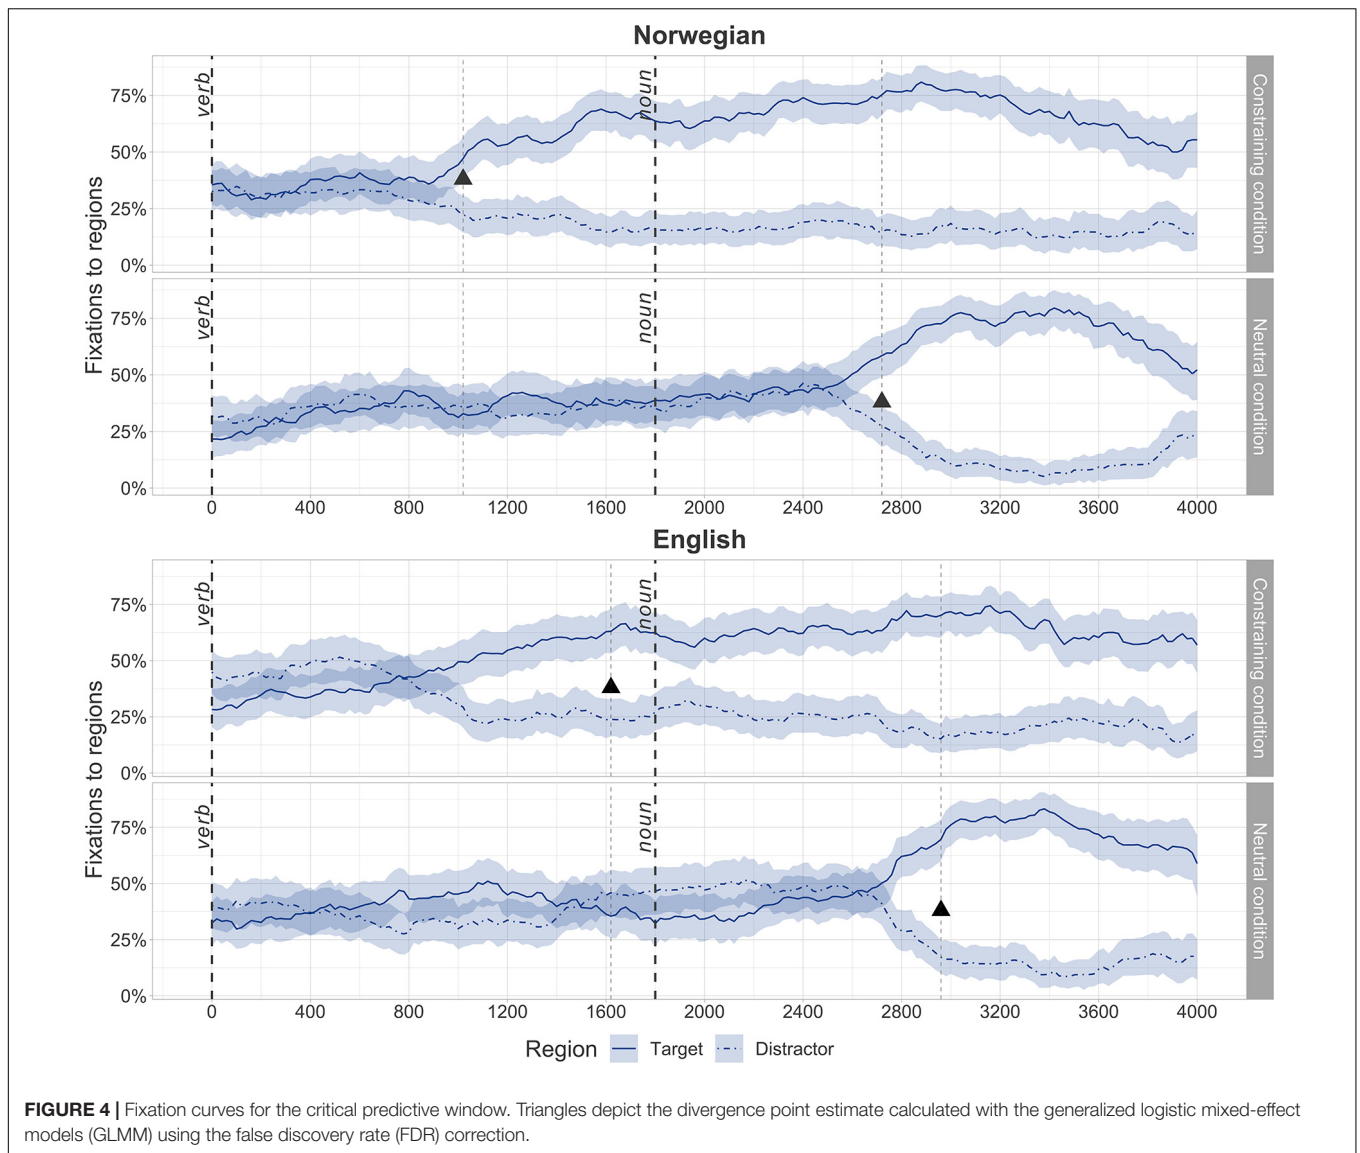 Norwegian
Fixations to regions
75%
50%
25%
0%
verb
noun
Constraining condition
75%
50%
25%
0%
verb
noun
Neutral condition
0 400 800 1200 1600 2000 2400 2800 3200 3600 4000
English
Fixations to regions
75%
50%
25%
0%
verb
noun
Constraining condition
75%
50%
25%
0%
verb
noun
Neutral condition
0 400 800 1200 1600 2000 2400 2800 3200 3600 4000
Region Target Distractor
FIGURE 4 | Fixation curves for the critical predictive window. Triangles depict the divergence point estimate calculated with the generalized logistic mixed-effect
models (GLMM) using the false discovery rate (FDR) correction.